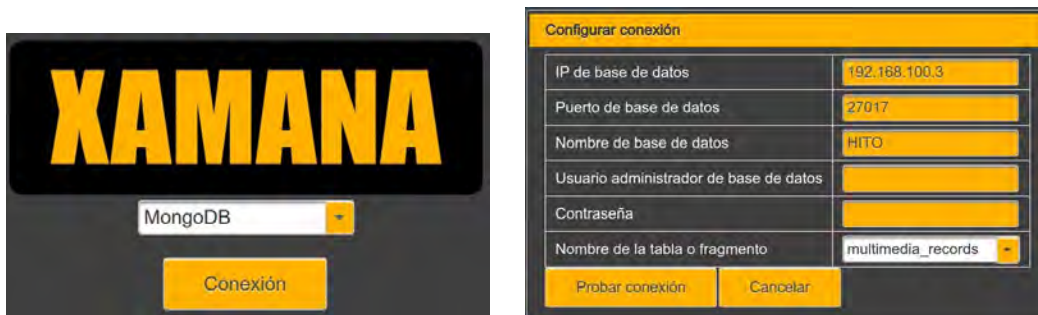 XAMANA
MongoDB
Conexión
Configurar conexión
IP de base de datos 192.168.100.3
Puerto de base de datos 27017
Nombre de base de datos HITO
Usuario administrador de base de datos
Contraseña
Nombre de la tabla o fragmento multimedia_records
Probar conexión Cancelar